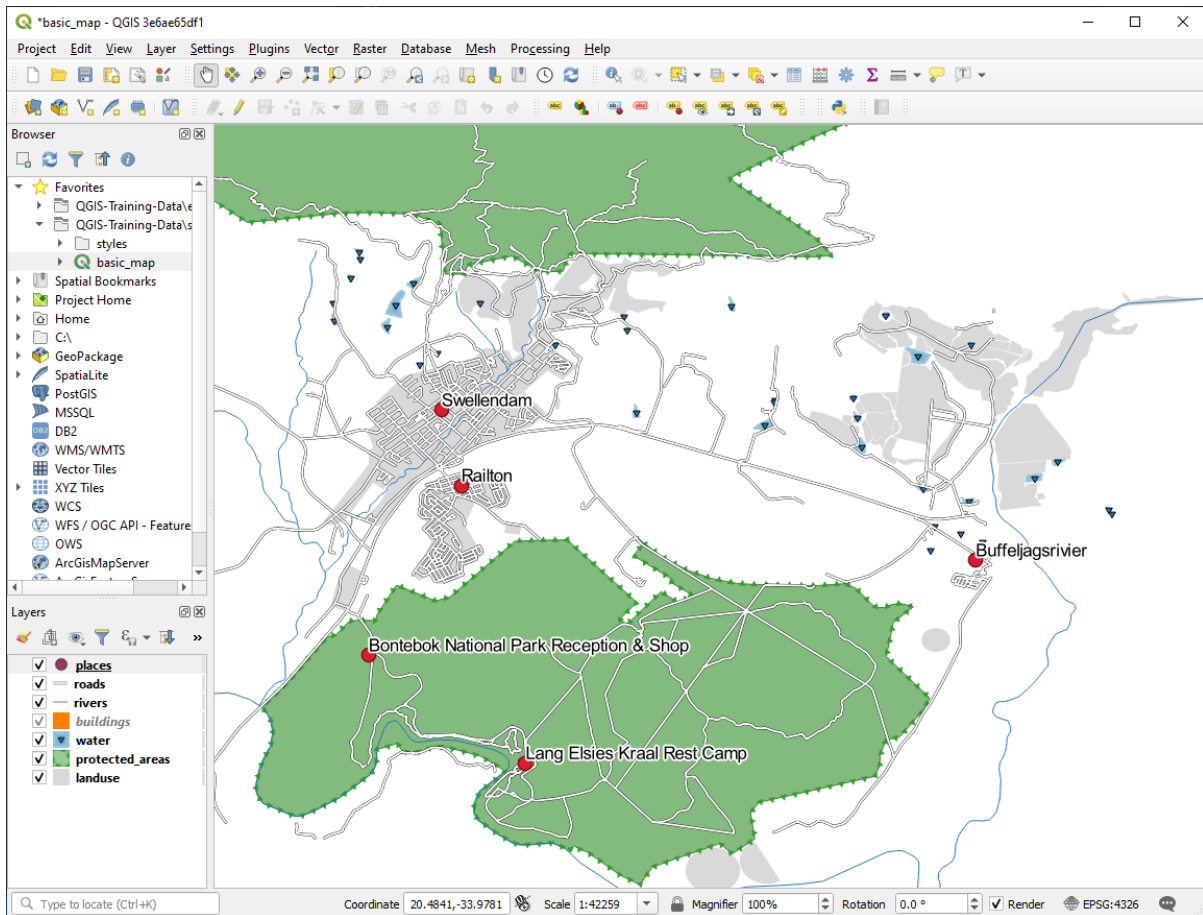 *basic_map - QGIS 3e6ae65df1
Project Edit View Layer Settings Plugins Vector Raster Database Mesh Processing Help
Browser
Favorites
QGIS-Training-Data\e
QGIS-Training-Data\s
styles
basic_map
Spatial Bookmarks
Project Home
Home
C:\
GeoPackage
SpatiaLite
PostGIS
MSSQL
DB2
WMS/WMTS
Vector Tiles
XYZ Tiles
WCS
WFS / OGC API - Feature
OWS
ArcGisMapServer
Layers
places
roads
rivers
buildings
water
protected_areas
landuse
Swellendam
Railton
Buffeljagsrivier
Bontebok National Park Reception & Shop
Lang Elsies Kraal Rest Camp
Type to locate (Ctrl+K) Coordinate 20.4841,-33.9781 Scale 1:42259 Magnifier 100% Rotation 0.0 ° Render EPSG:4326